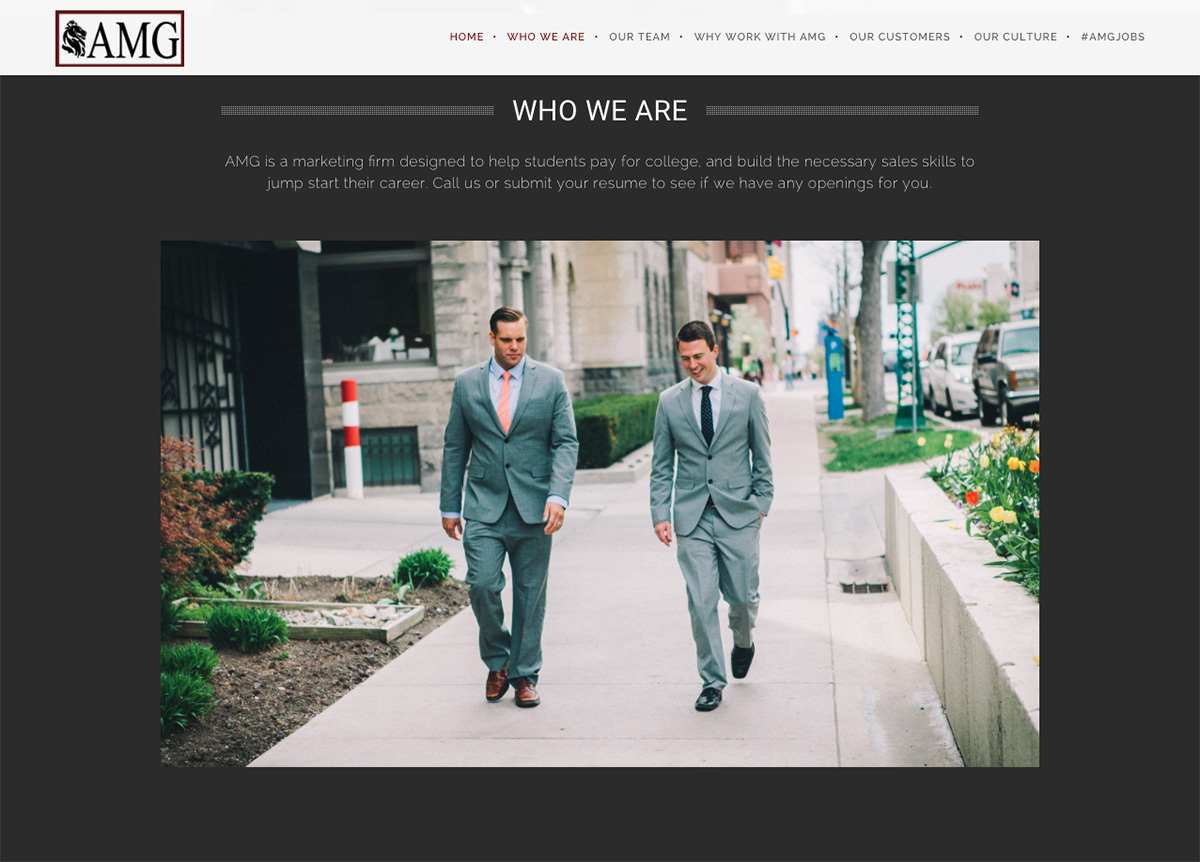 AMG
HOME • WHO WE ARE • OUR TEAM • WHY WORK WITH AMG • OUR CUSTOMERS • OUR CULTURE • #AMGJOBS
WHO WE ARE
AMG is a marketing firm designed to help students pay for college, and build the necessary sales skills to
jump start their career. Call us or submit your resume to see if we have any openings for you.